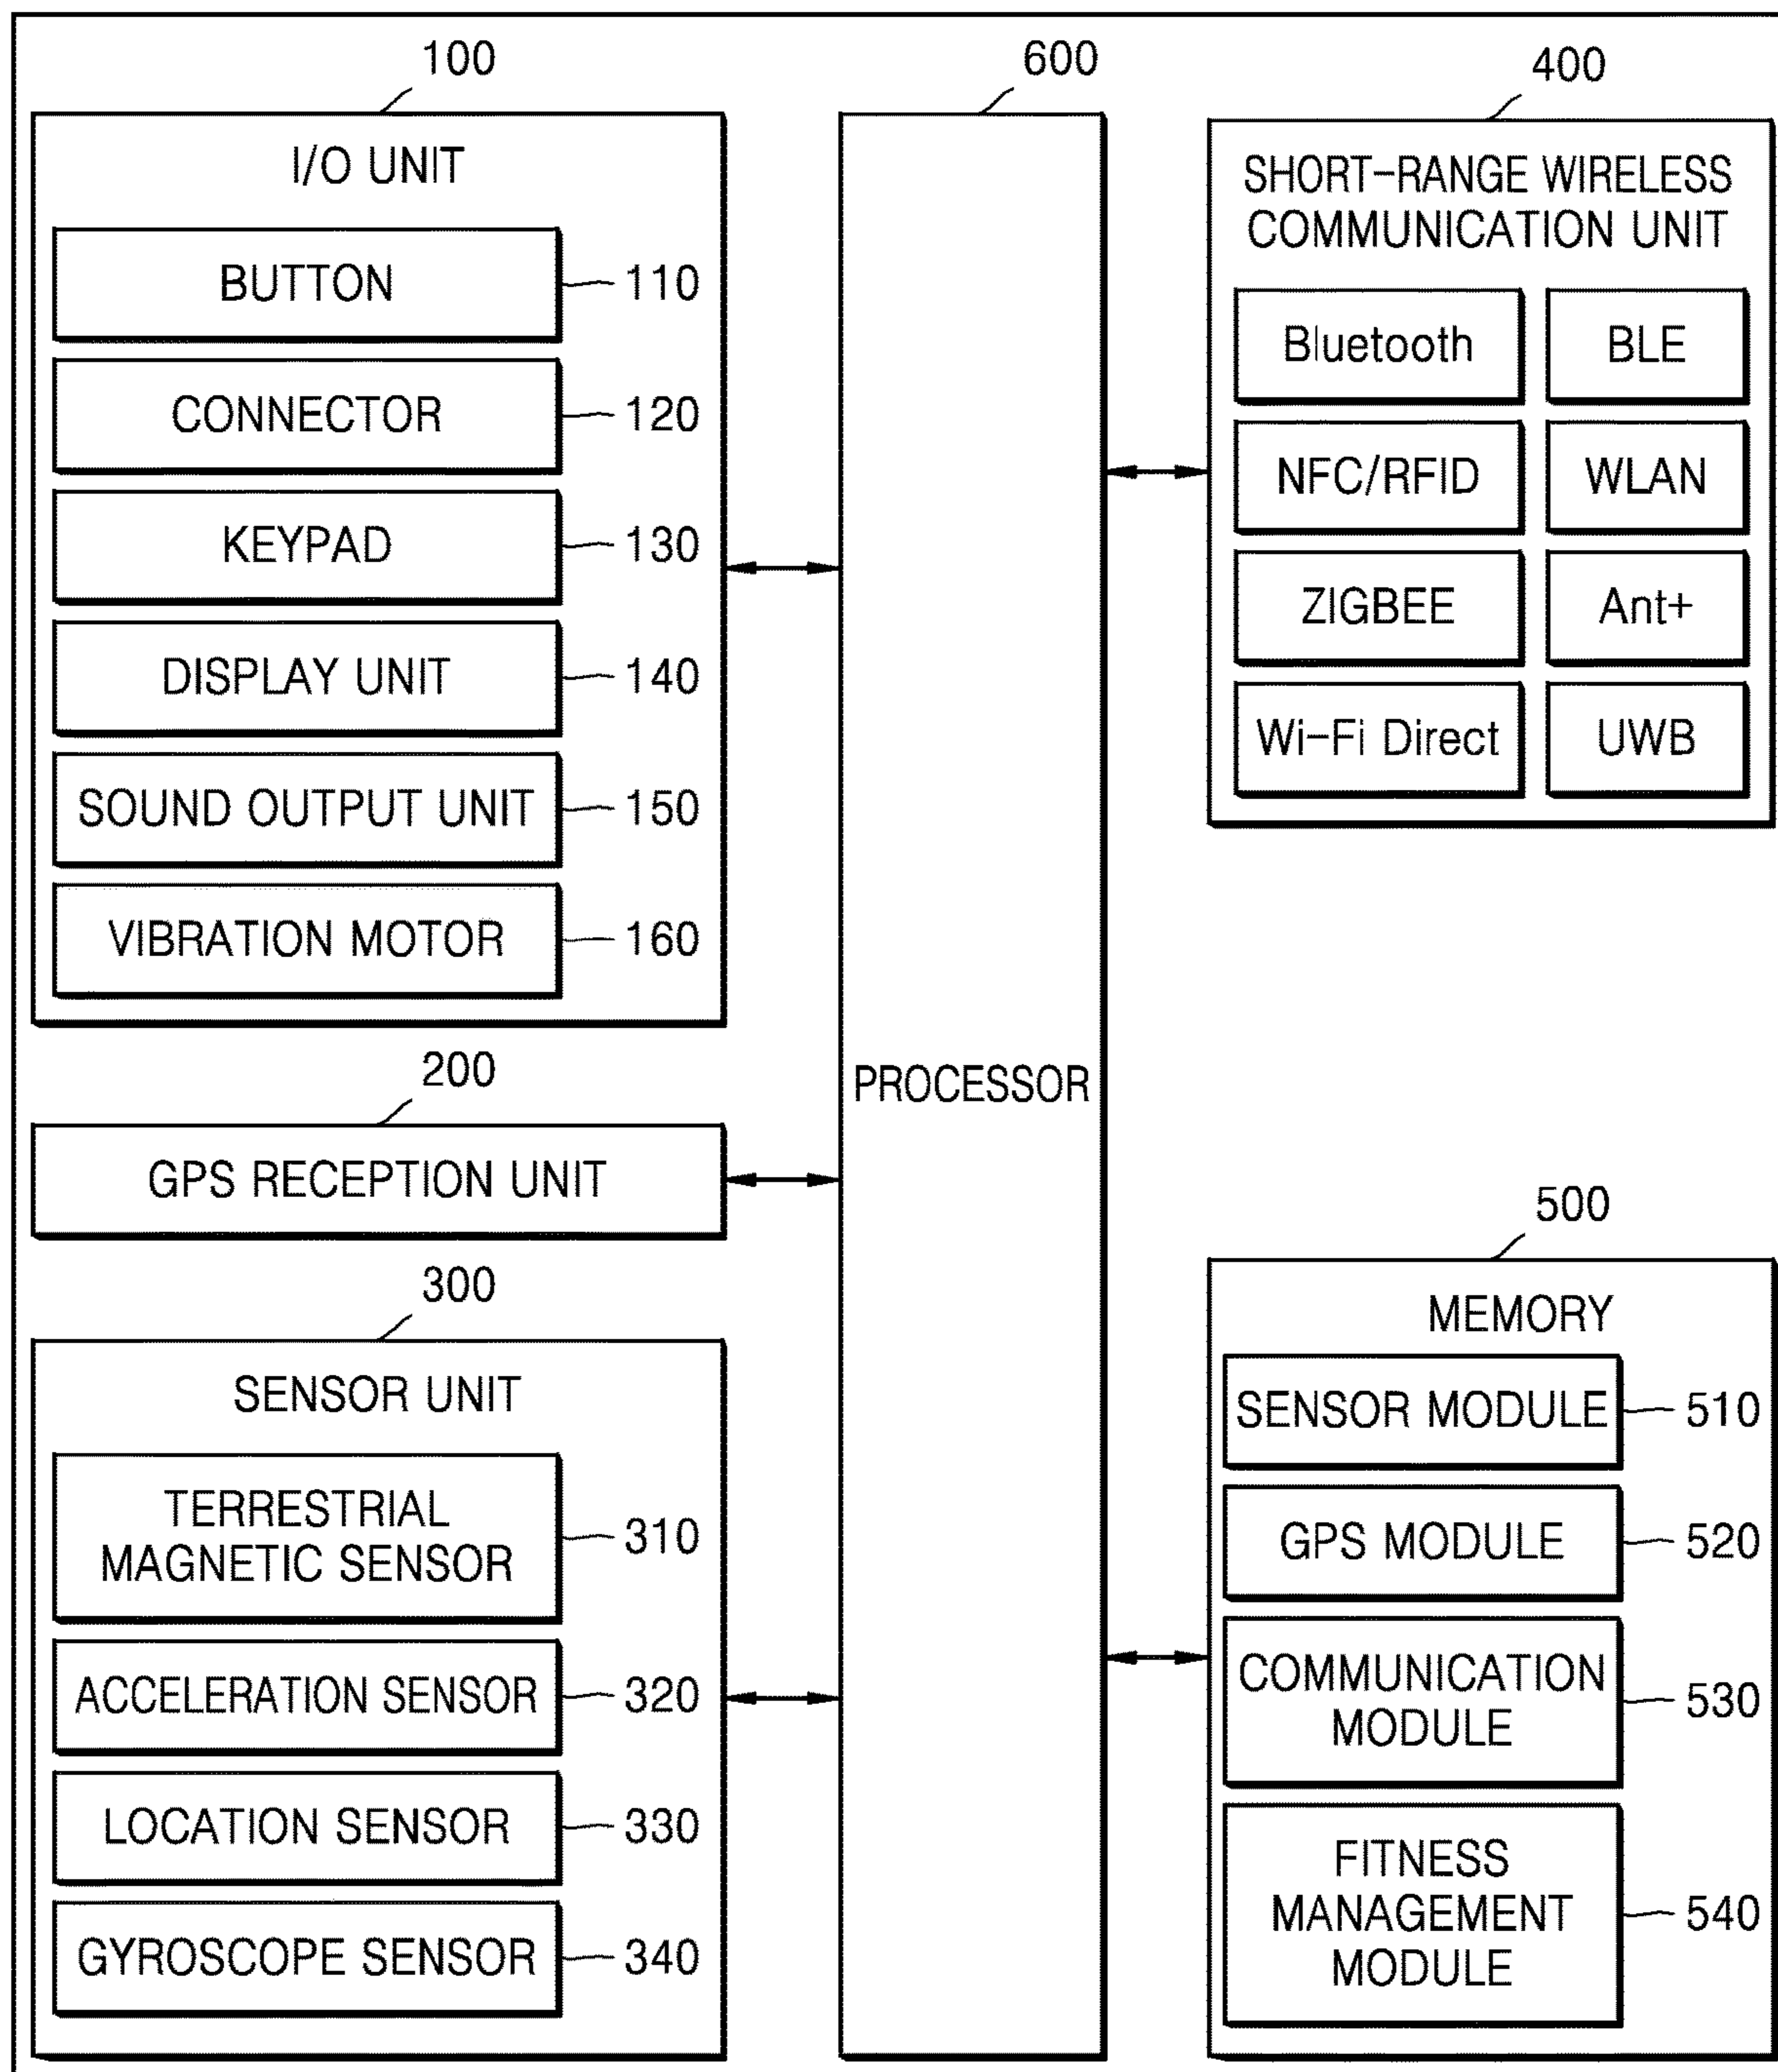 100
I/O UNIT
BUTTON
110
CONNECTOR
120
KEYPAD
130
DISPLAY UNIT
140
SOUND OUTPUT UNIT
150
VIBRATION MOTOR
160
200
GPS RECEPTION UNIT
300
SENSOR UNIT
TERRESTRIAL
MAGNETIC SENSOR
310
ACCELERATION SENSOR
320
LOCATION SENSOR
330
GYROSCOPE SENSOR
340
600
PROCESSOR
400
SHORT-RANGE WIRELESS
COMMUNICATION UNIT
Bluetooth
BLE
NFC/RFID
WLAN
ZIGBEE
Ant+
Wi-Fi Direct
UWB
500
MEMORY
SENSOR MODULE
510
GPS MODULE
520
COMMUNICATION
MODULE
530
FITNESS
MANAGEMENT
MODULE
540